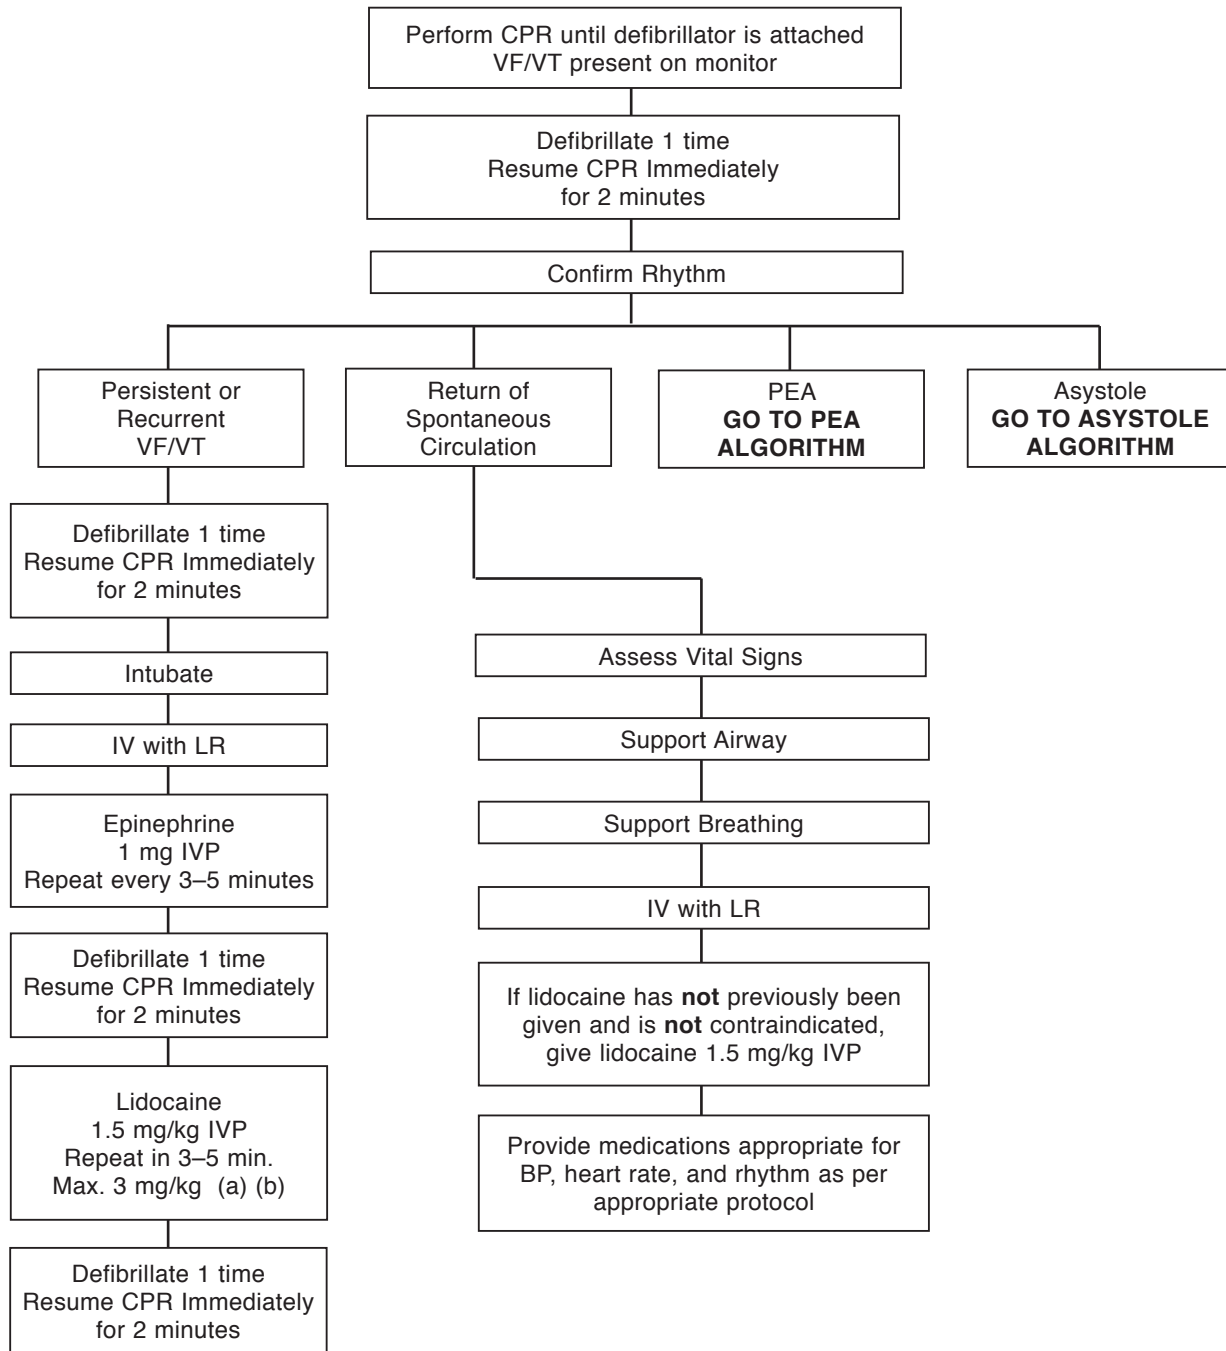 Perform CPR until defibrillator is attached
VF/VT present on monitor
Defibrillate 1 time
Resume CPR Immediately
for 2 minutes
Confirm Rhythm
Persistent or
Recurrent
VF/VT
Return of
Spontaneous
Circulation
PEA
GO TO PEA
ALGORITHM
Asystole
GO TO ASYSTOLE
ALGORITHM
Defibrillate 1 time
Resume CPR Immediately
for 2 minutes
Intubate
IV with LR
Epinephrine
1 mg IVP
Repeat every 3–5 minutes
Defibrillate 1 time
Resume CPR Immediately
for 2 minutes
Lidocaine
1.5 mg/kg IVP
Repeat in 3–5 min.
Max. 3 mg/kg (a) (b)
Defibrillate 1 time
Resume CPR Immediately
for 2 minutes
Assess Vital Signs
Support Airway
Support Breathing
IV with LR
If lidocaine has not previously been
given and is not contraindicated,
give lidocaine 1.5 mg/kg IVP
Provide medications appropriate for
BP, heart rate, and rhythm as per
appropriate protocol